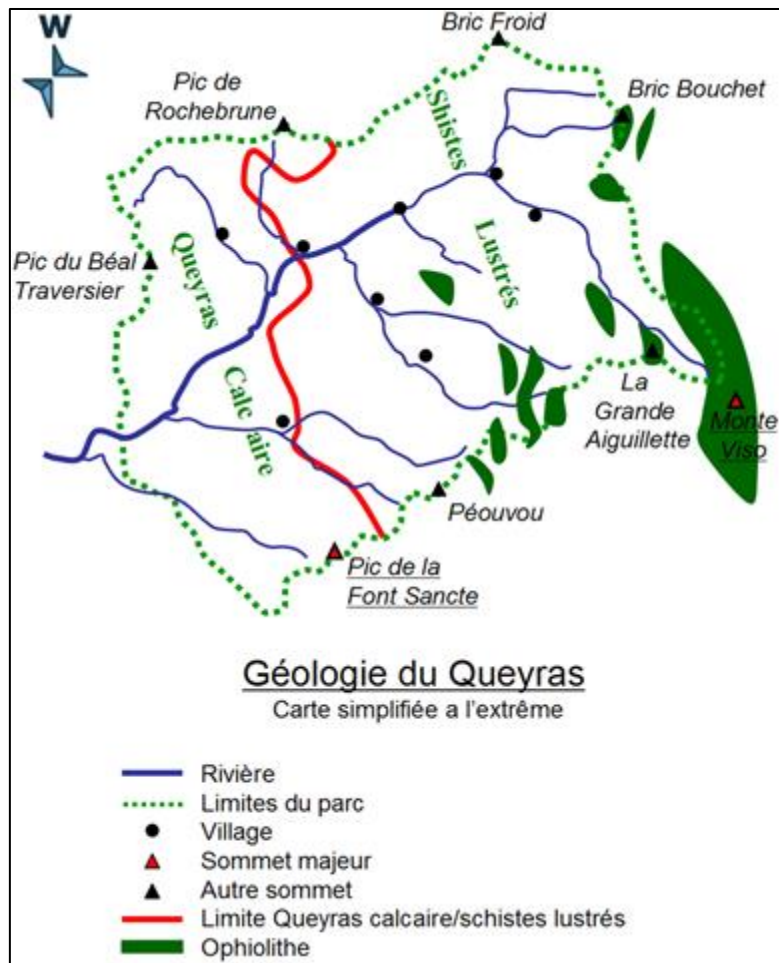 W
Bric Froid
Pic de
Rochebrune
Shistes
Bric Bouchet
Queyras
Lustrés
Pic du Béal
Traversier
Calcaire
La
Grande
Aiguillette
Monte
Viso
Péouvou
Pic de la
Font Sancte
Géologie du Queyras
Carte simplifiée a l'extrême
Rivière
Limites du parc
Village
Sommet majeur
Autre sommet
Limite Queyras calcaire/schistes lustrés
Ophiolithe